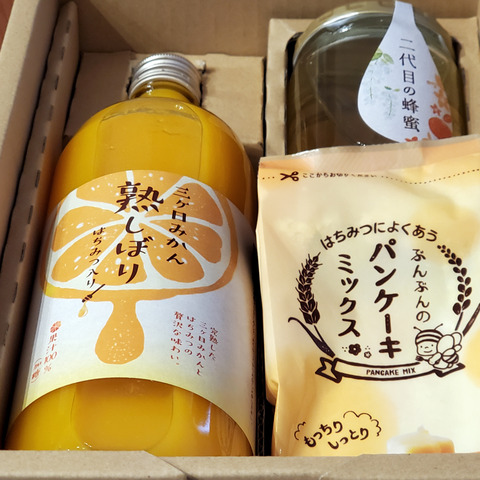 三ヶ日みかん
熟しぼり
はちみつ入り
完熟した
三ヶ日みかんと
はちみつの
贅沢な味わい。
果汁100%
二代目の蜂蜜
はちみつによくあう
ぶんぶんの
パンケーキ
ミックス
PANCAKE MIX
もっちり
しっとり